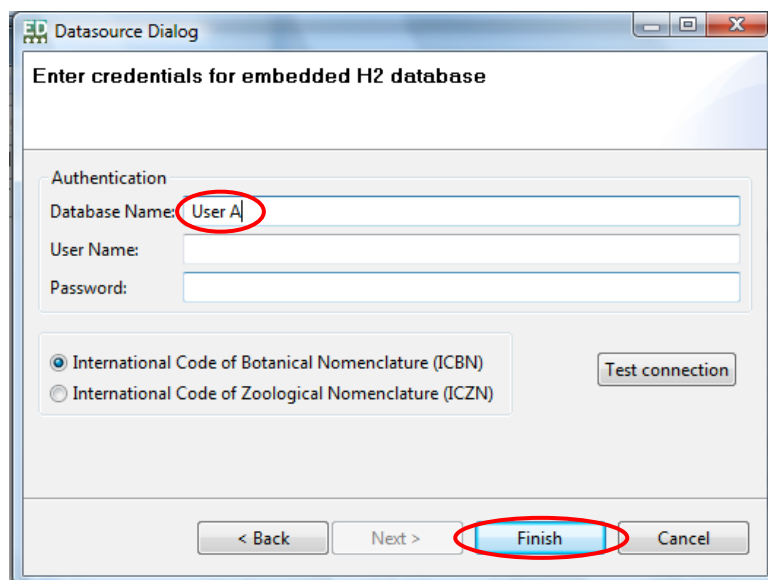 ED Datasource Dialog
Enter credentials for embedded H2 database
Authentication
Database Name: User A
User Name:
Password:
International Code of Botanical Nomenclature (ICBN)
International Code of Zoological Nomenclature (ICZN)
Test connection
< Back Next > Finish Cancel